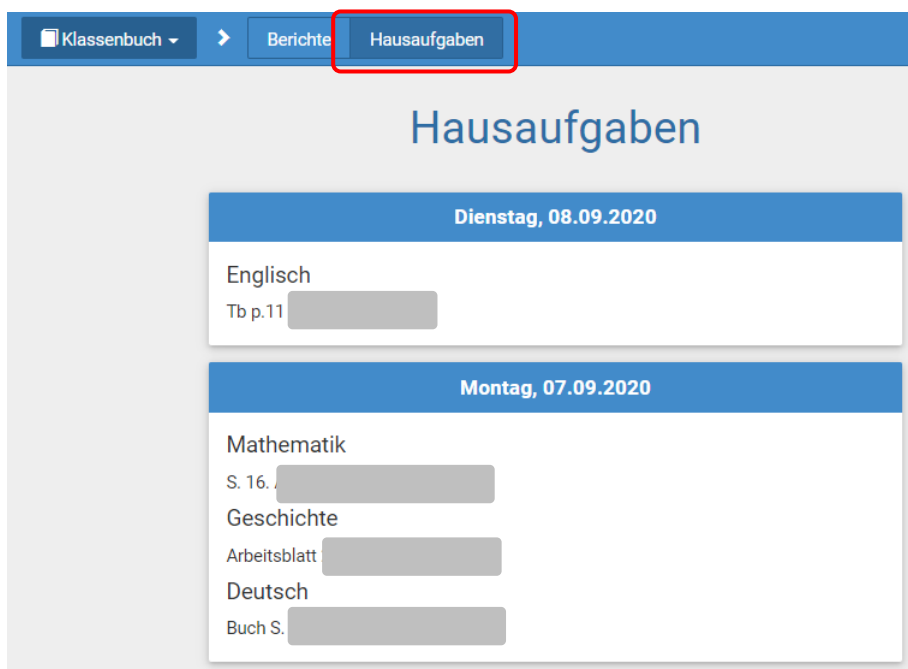 Klassenbuch
Berichte
Hausaufgaben
Hausaufgaben
Dienstag, 08.09.2020
Englisch
Tb p.11
Montag, 07.09.2020
Mathematik
S. 16.
Geschichte
Arbeitsblatt
Deutsch
Buch S.